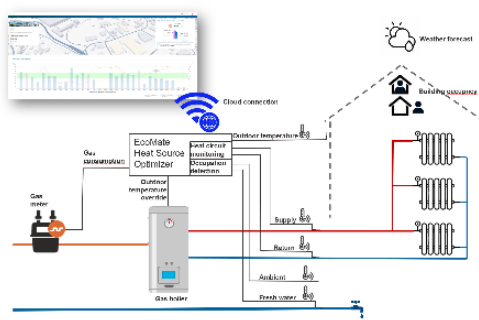 Weather forecast
Building occupancy
Cloud connection
Outdoor temperature
EcoMate
Heat Source
Optimizer
Heat circuit
monitoring
Occupation
detection
Gas
consumption
Outdoor
temperature
override
Gas
meter
Supply
Return
Ambient
Fresh water
Gas boiler